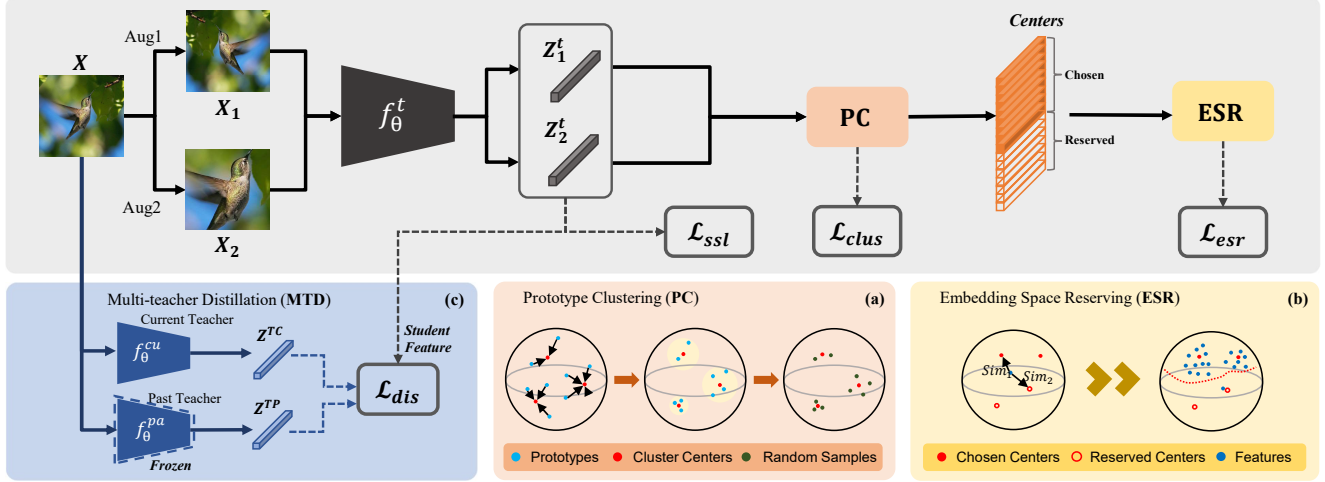 Centers
Aug1
X
X₁
Aug2
X₂
f_θ^t
Z₁^t
Z₂^t
PC
Chosen
Reserved
ESR
ℒ_ssl
ℒ_clus
ℒ_esr
Multi-teacher Distillation (MTD)
(c)
Current Teacher
f_θ^cu
Z^TC
Past Teacher
f_θ^pa
Z^TP
Frozen
Student
Feature
ℒ_dis
Prototype Clustering (PC)
(a)
Prototypes
Cluster Centers
Random Samples
Embedding Space Reserving (ESR)
(b)
Sim₁
Sim₂
Chosen Centers
Reserved Centers
Features